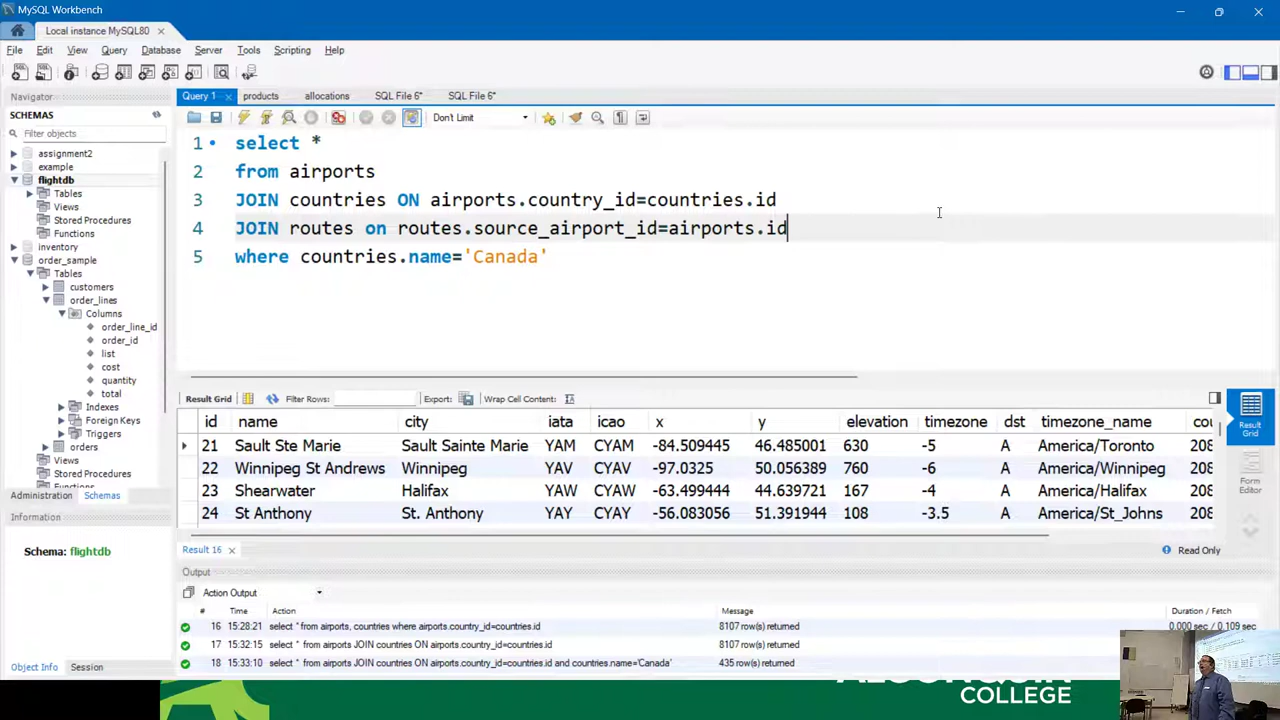 MySQL Workbench
Local instance MySQL80
File Edit View Query Database Server Tools Scripting Help
Navigator
SCHEMAS
Filter objects
assignment2
example
flightdb
Tables
Views
Stored Procedures
Functions
inventory
order_sample
Tables
customers
order_lines
Columns
order_line_id
order_id
list
cost
quantity
total
Indexes
Foreign Keys
Triggers
orders
Views
Stored Procedures
Functions
Administration Schemas
Information
Schema: flightdb
Object Info Session
Query 1 products allocations SQL File 6* SQL File 6*
Don't Limit
1 select *
2 from airports
3 JOIN countries ON airports.country_id=countries.id
4 JOIN routes on routes.source_airport_id=airports.id
5 where countries.name='Canada'
Result Grid Filter Rows: Export: Wrap Cell Content:
id name city iata icao x y elevation timezone dst timezone_name cou
21 Sault Ste Marie Sault Sainte Marie YAM CYAM -84.509445 46.485001 630 -5 A America/Toronto 208
22 Winnipeg St Andrews Winnipeg YAV CYAV -97.0325 50.056389 760 -6 A America/Winnipeg 208
23 Shearwater Halifax YAW CYAW -63.499444 44.639721 167 -4 A America/Halifax 208
24 St Anthony St. Anthony YAY CYAY -56.083056 51.391944 108 -3.5 A America/St_Johns 208
Result Grid
Form Editor
Result 16 Read Only
Output
Action Output
# Time Action Message Duration / Fetch
16 15:28:21 select * from airports, countries where airports.country_id=countries.id 8107 row(s) returned 0.000 sec / 0.109 sec
17 15:32:15 select * from airports JOIN countries ON airports.country_id=countries.id 8107 row(s) returned
18 15:33:10 select * from airports JOIN countries ON airports.country_id=countries.id and countries.name='Canada' 435 row(s) returned
ALGONQUIN
COLLEGE